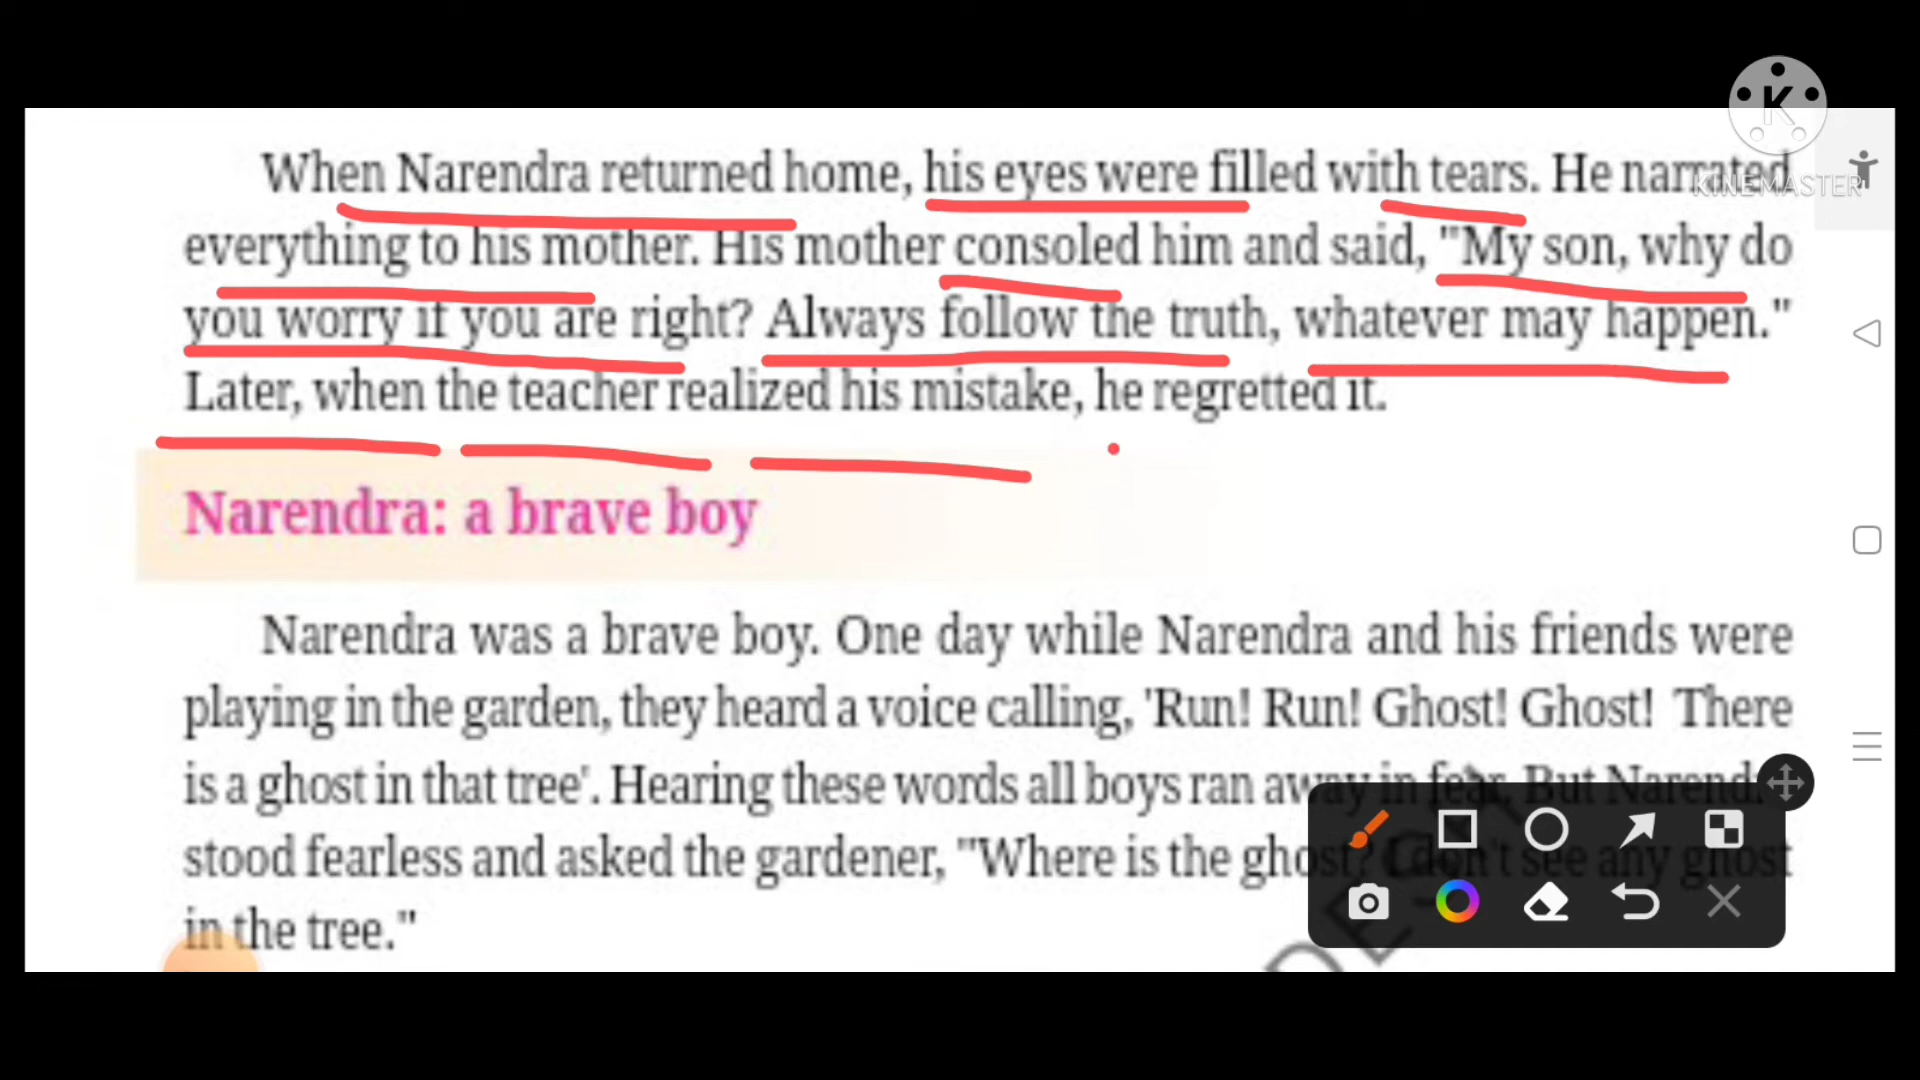 When Narendra returned home, his eyes were filled with tears. He narrated
everything to his mother. His mother consoled him and said, "My son, why do
you worry if you are right? Always follow the truth, whatever may happen."
Later, when the teacher realized his mistake, he regretted it.
Narendra: a brave boy
Narendra was a brave boy. One day while Narendra and his friends were
playing in the garden, they heard a voice calling, 'Run! Run! Ghost! Ghost! There
is a ghost in that tree'. Hearing these words all boys ran away in fear. But Narendra
stood fearless and asked the gardener, "Where is the ghost? I don't see any ghost
in the tree."
K
KINEMASTER